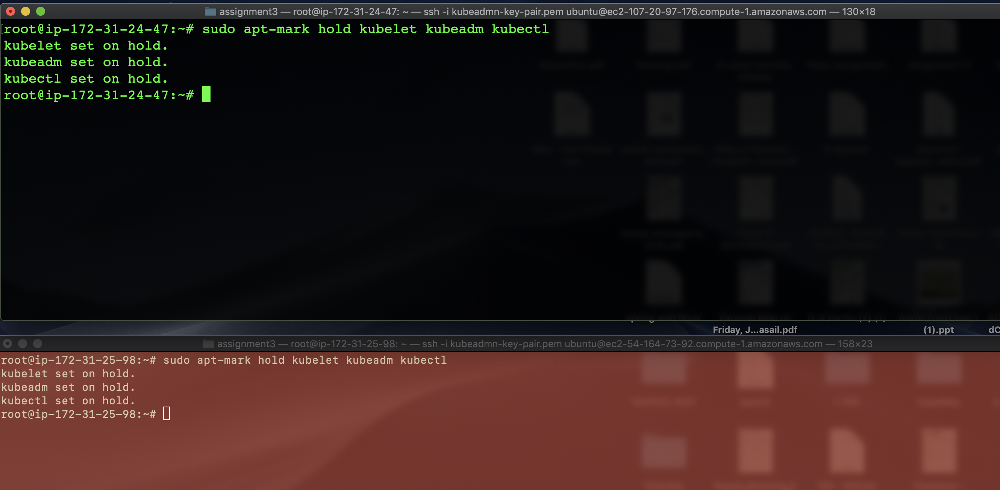 assignment3 — root@ip-172-31-24-47: ~ — ssh -i kubeadmn-key-pair.pem ubuntu@ec2-107-20-97-176.compute-1.amazonaws.com — 130×18
root@ip-172-31-24-47:~# sudo apt-mark hold kubelet kubeadm kubectl
kubelet set on hold.
kubeadm set on hold.
kubectl set on hold.
root@ip-172-31-24-47:~#
Friday, J...asail.pdf (1).ppt dC
assignment3 — root@ip-172-31-25-98: ~ — ssh -i kubeadmn-key-pair.pem ubuntu@ec2-54-164-73-92.compute-1.amazonaws.com — 158×23
root@ip-172-31-25-98:~# sudo apt-mark hold kubelet kubeadm kubectl
kubelet set on hold.
kubeadm set on hold.
kubectl set on hold.
root@ip-172-31-25-98:~#